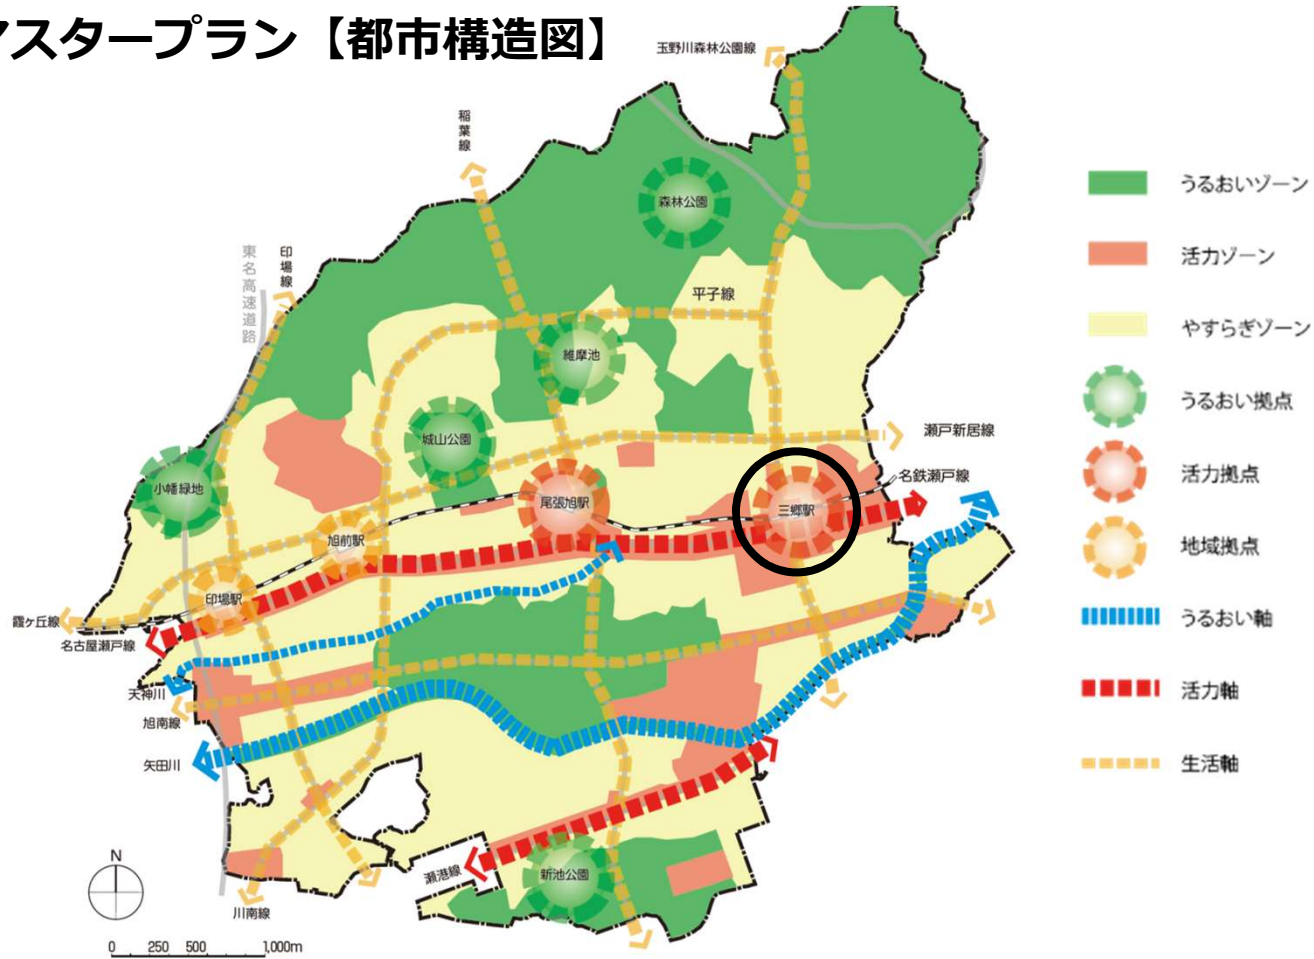 マスタープラン【都市構造図】
玉野川森林公園線
稲葉線
森林公園
東名高速道路
印場線
平子線
維摩池
城山公園
瀬戸新居線
小幡緑地
尾張旭駅
三郷駅
名鉄瀬戸線
旭前駅
印場駅
霞ヶ丘線
名古屋瀬戸線
天神川
旭南線
矢田川
瀬港線
新池公園
川南線
N
0 250 500 1,000m
うるおいゾーン
活力ゾーン
やすらぎゾーン
うるおい拠点
活力拠点
地域拠点
うるおい軸
活力軸
生活軸